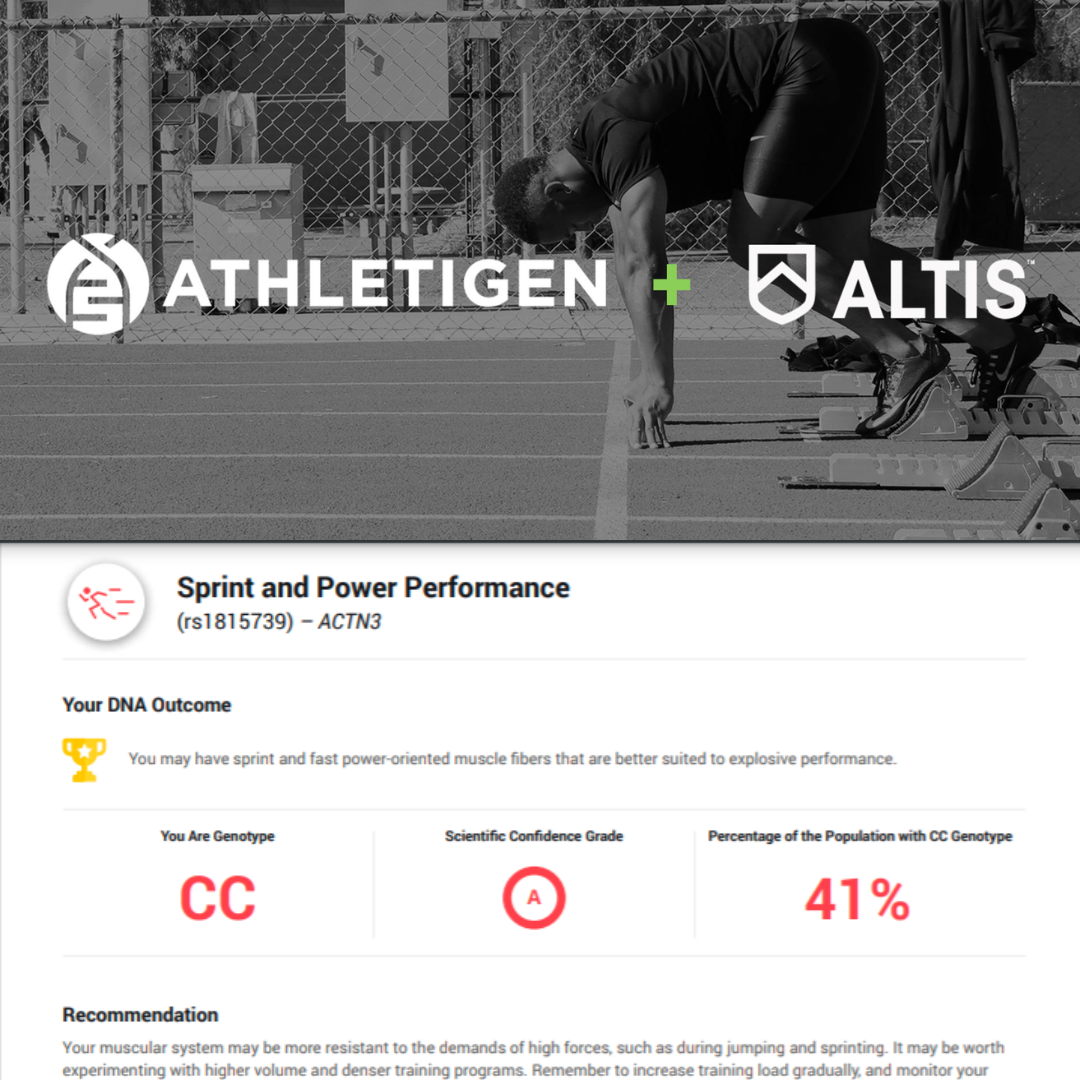 ATHLETIGEN + ALTIS™
Sprint and Power Performance
(rs1815739) – ACTN3
Your DNA Outcome
You may have sprint and fast power-oriented muscle fibers that are better suited to explosive performance.
You Are Genotype
CC
Scientific Confidence Grade
A
Percentage of the Population with CC Genotype
41%
Recommendation
Your muscular system may be more resistant to the demands of high forces, such as during jumping and sprinting. It may be worth
experimenting with higher volume and denser training programs. Remember to increase training load gradually, and monitor your